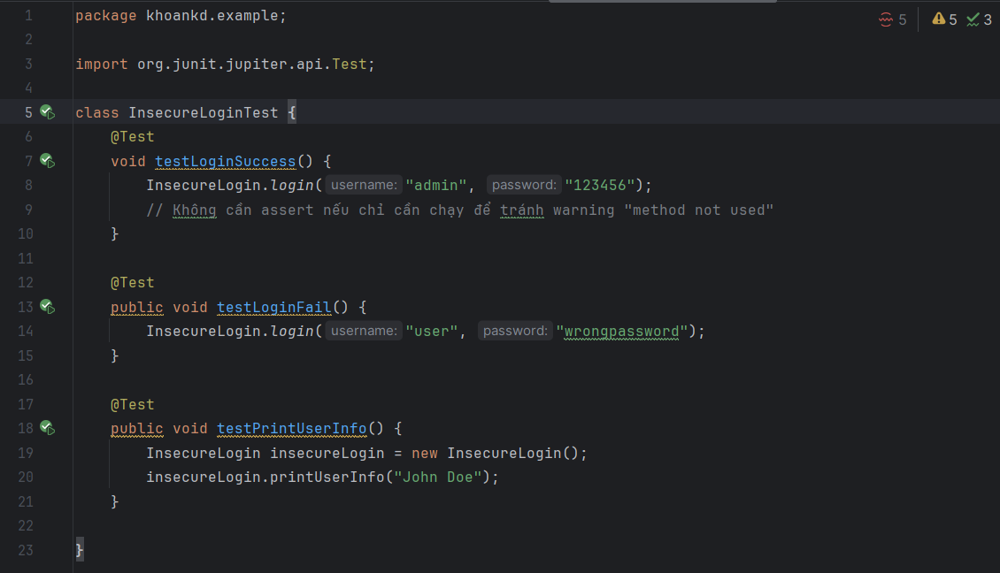 5 5 3
1 package khoankd.example;
2
3 import org.junit.jupiter.api.Test;
4
5 class InsecureLoginTest {
6 @Test
7 void testLoginSuccess() {
8 InsecureLogin.login( username: "admin", password: "123456");
9 // Không cần assert nếu chỉ cần chạy để tránh warning "method not used"
10 }
11
12 @Test
13 public void testLoginFail() {
14 InsecureLogin.login( username: "user", password: "wrongpassword");
15 }
16
17 @Test
18 public void testPrintUserInfo() {
19 InsecureLogin insecureLogin = new InsecureLogin();
20 insecureLogin.printUserInfo("John Doe");
21 }
22
23 }